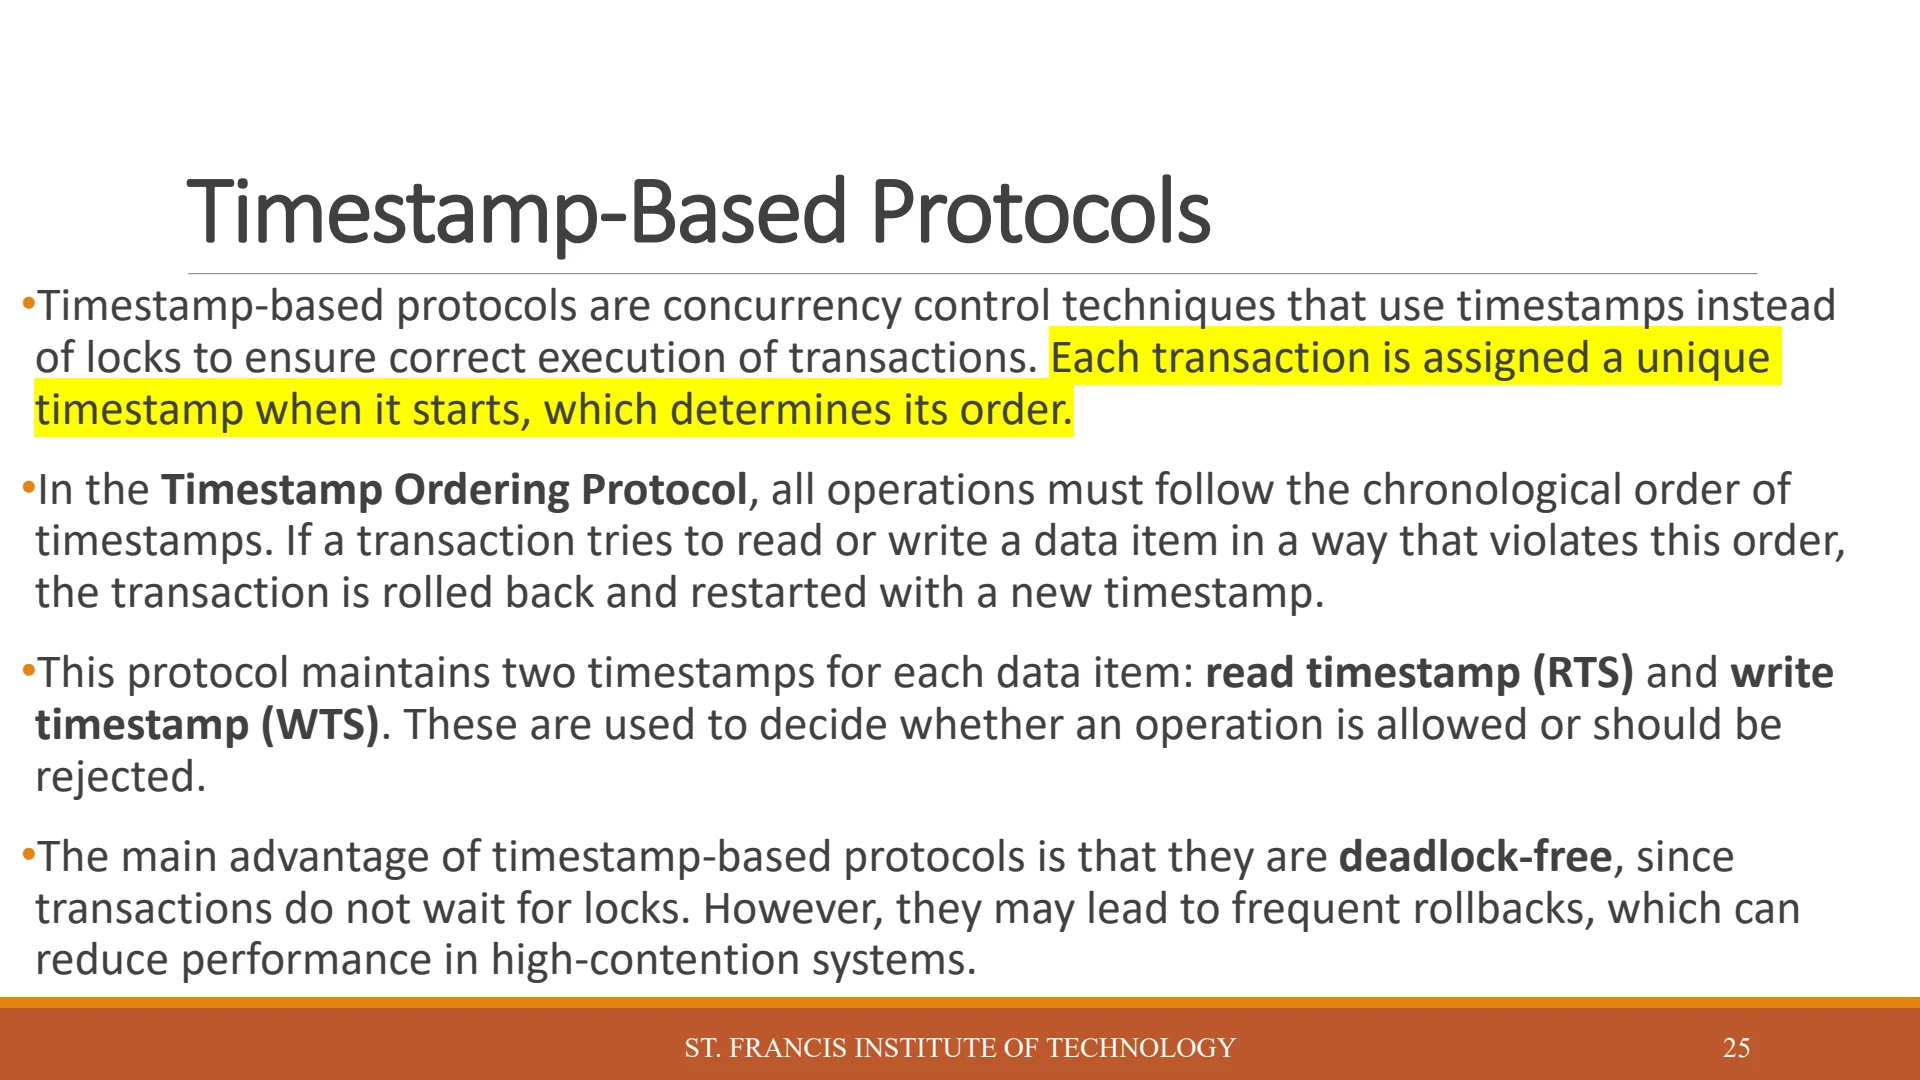 Timestamp-Based Protocols
•Timestamp-based protocols are concurrency control techniques that use timestamps instead
of locks to ensure correct execution of transactions. Each transaction is assigned a unique
timestamp when it starts, which determines its order.
•In the Timestamp Ordering Protocol, all operations must follow the chronological order of
timestamps. If a transaction tries to read or write a data item in a way that violates this order,
the transaction is rolled back and restarted with a new timestamp.
•This protocol maintains two timestamps for each data item: read timestamp (RTS) and write
timestamp (WTS). These are used to decide whether an operation is allowed or should be
rejected.
•The main advantage of timestamp-based protocols is that they are deadlock-free, since
transactions do not wait for locks. However, they may lead to frequent rollbacks, which can
reduce performance in high-contention systems.
ST. FRANCIS INSTITUTE OF TECHNOLOGY
25